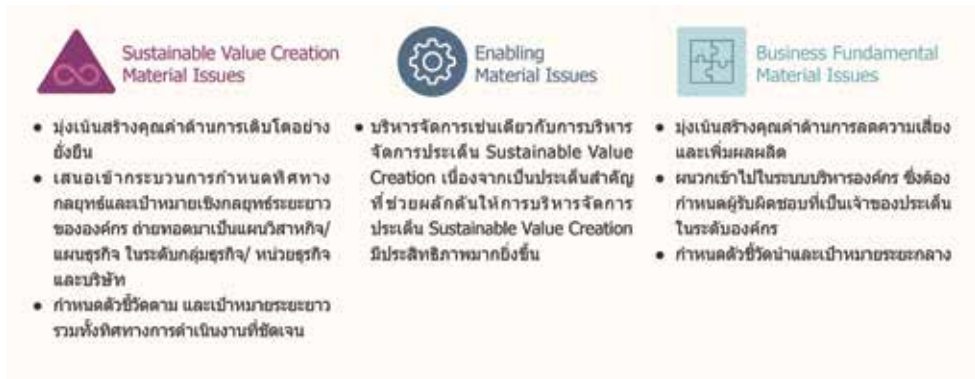 Sustainable Value Creation
Material Issues
• มุ่งเน้นสร้างคุณค่าด้านการเติบโตอย่าง
ยั่งยืน
• เสนอเข้ากระบวนการกำหนดทิศทาง
กลยุทธ์และเป้าหมายเชิงกลยุทธ์ระยะยาว
ขององค์กร ถ่ายทอดมาเป็นแผนวิสาหกิจ/
แผนธุรกิจ ในระดับกลุ่มธุรกิจ/ หน่วยธุรกิจ
และบริษัท
• กำหนดตัวชี้วัดตาม และเป้าหมายระยะยาว
รวมทั้งทิศทางการดำเนินงานที่ชัดเจน
Enabling
Material Issues
• บริหารจัดการเช่นเดียวกับการบริหาร
จัดการประเด็น Sustainable Value
Creation เนื่องจากเป็นประเด็นสำคัญ
ที่ช่วยผลักดันให้การบริหารจัดการ
ประเด็น Sustainable Value Creation
มีประสิทธิภาพมากยิ่งขึ้น
Business Fundamental
Material Issues
• มุ่งเน้นสร้างคุณค่าด้านการลดความเสี่ยง
และเพิ่มผลผลิต
• ผนวกเข้าไปในระบบบริหารองค์กร ซึ่งต้อง
กำหนดผู้รับผิดชอบที่เป็นเจ้าของประเด็น
ในระดับองค์กร
• กำหนดตัวชี้วัดนำและเป้าหมายระยะกลาง